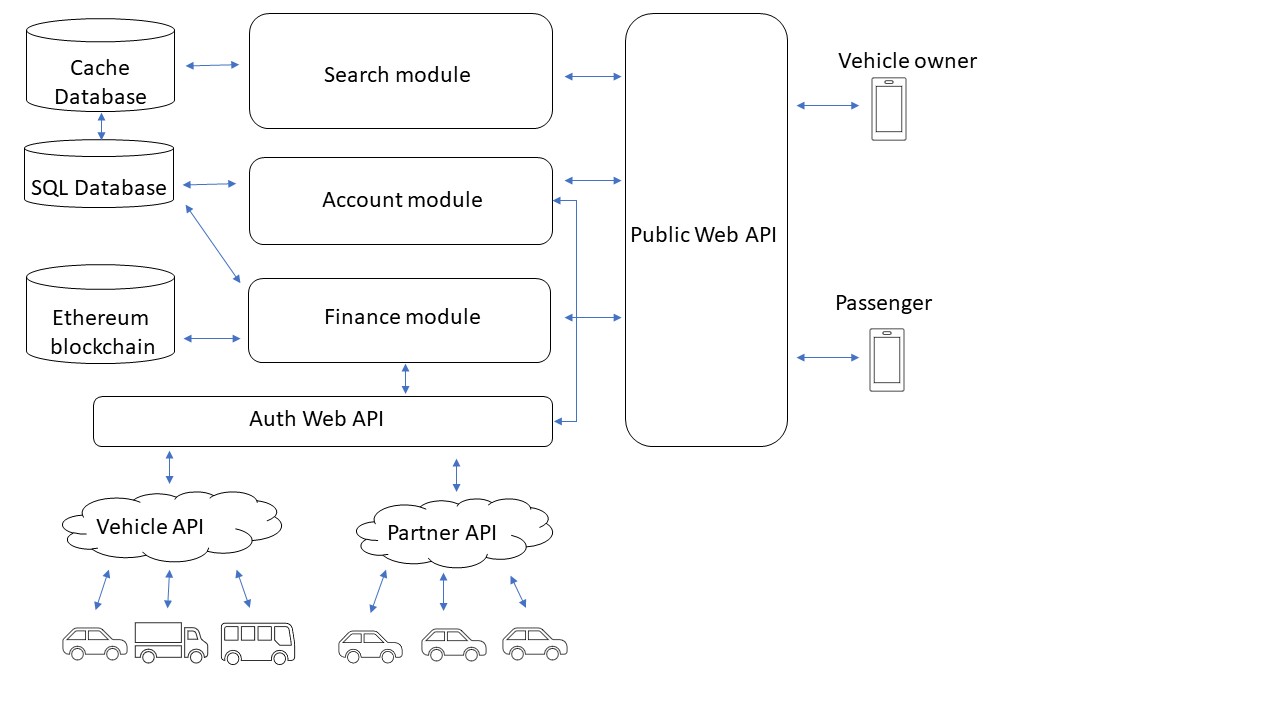 Cache
Database
Search module
Vehicle owner
SQL Database
Account module
Public Web API
Ethereum
blockchain
Finance module
Passenger
Auth Web API
Vehicle API
Partner API